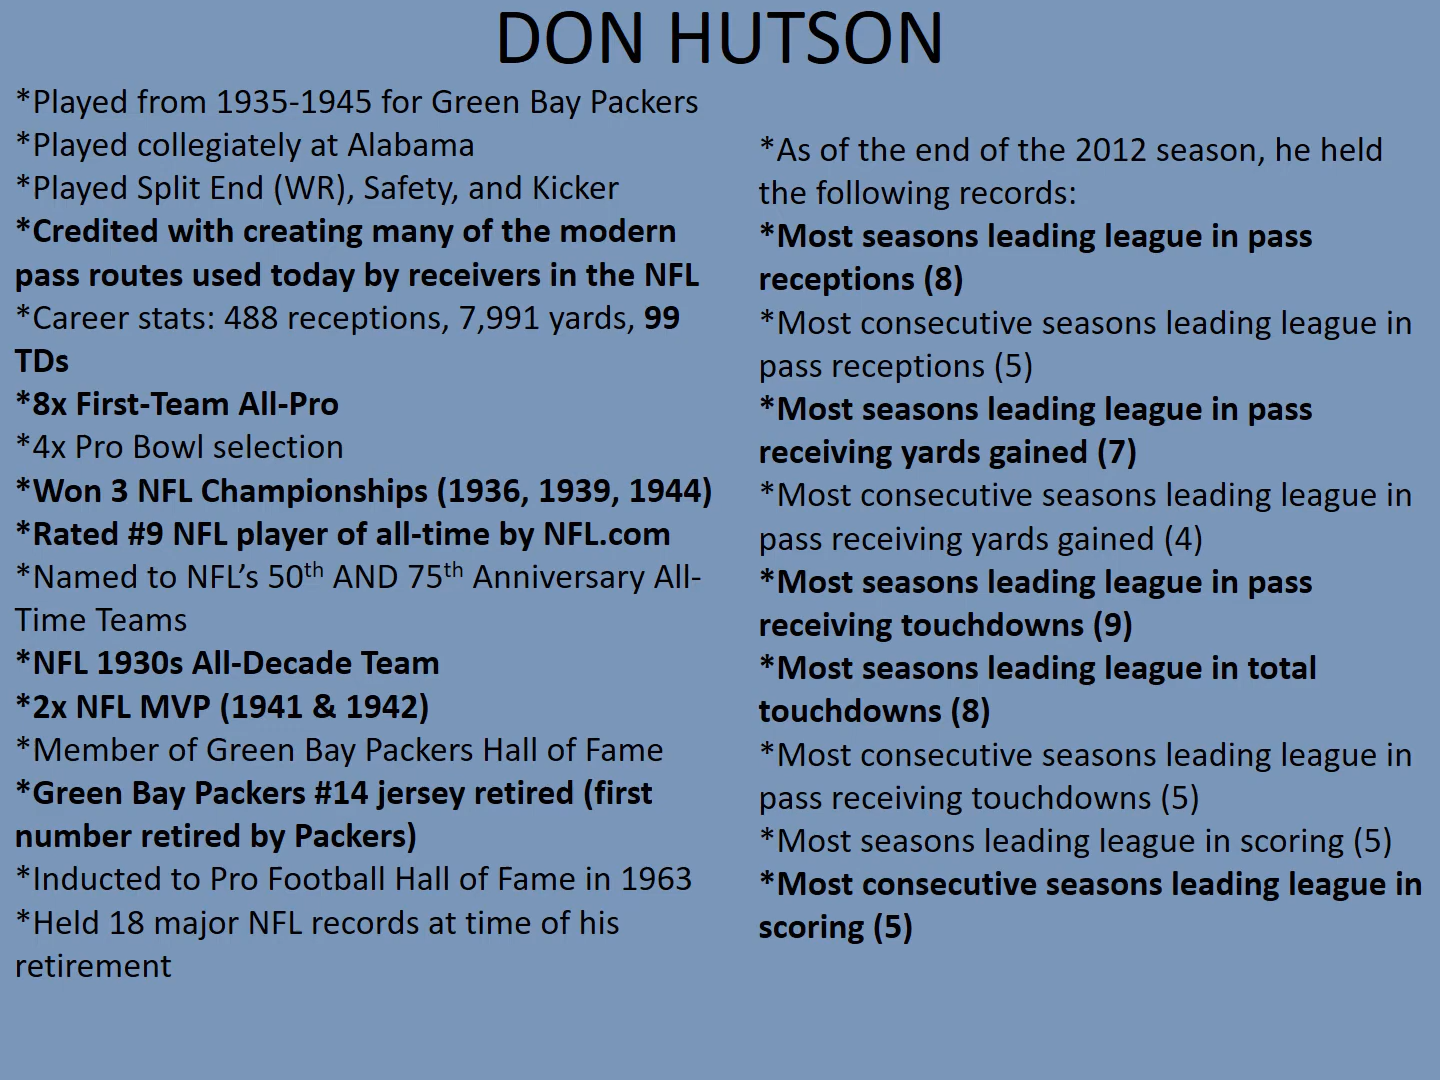 DON HUTSON
*Played from 1935-1945 for Green Bay Packers
*Played collegiately at Alabama
*Played Split End (WR), Safety, and Kicker
*Credited with creating many of the modern
pass routes used today by receivers in the NFL
*Career stats: 488 receptions, 7,991 yards, 99
TDs
*8x First-Team All-Pro
*4x Pro Bowl selection
*Won 3 NFL Championships (1936, 1939, 1944)
*Rated #9 NFL player of all-time by NFL.com
*Named to NFL’s 50th AND 75th Anniversary All-
Time Teams
*NFL 1930s All-Decade Team
*2x NFL MVP (1941 & 1942)
*Member of Green Bay Packers Hall of Fame
*Green Bay Packers #14 jersey retired (first
number retired by Packers)
*Inducted to Pro Football Hall of Fame in 1963
*Held 18 major NFL records at time of his
retirement
*As of the end of the 2012 season, he held
the following records:
*Most seasons leading league in pass
receptions (8)
*Most consecutive seasons leading league in
pass receptions (5)
*Most seasons leading league in pass
receiving yards gained (7)
*Most consecutive seasons leading league in
pass receiving yards gained (4)
*Most seasons leading league in pass
receiving touchdowns (9)
*Most seasons leading league in total
touchdowns (8)
*Most consecutive seasons leading league in
pass receiving touchdowns (5)
*Most seasons leading league in scoring (5)
*Most consecutive seasons leading league in
scoring (5)